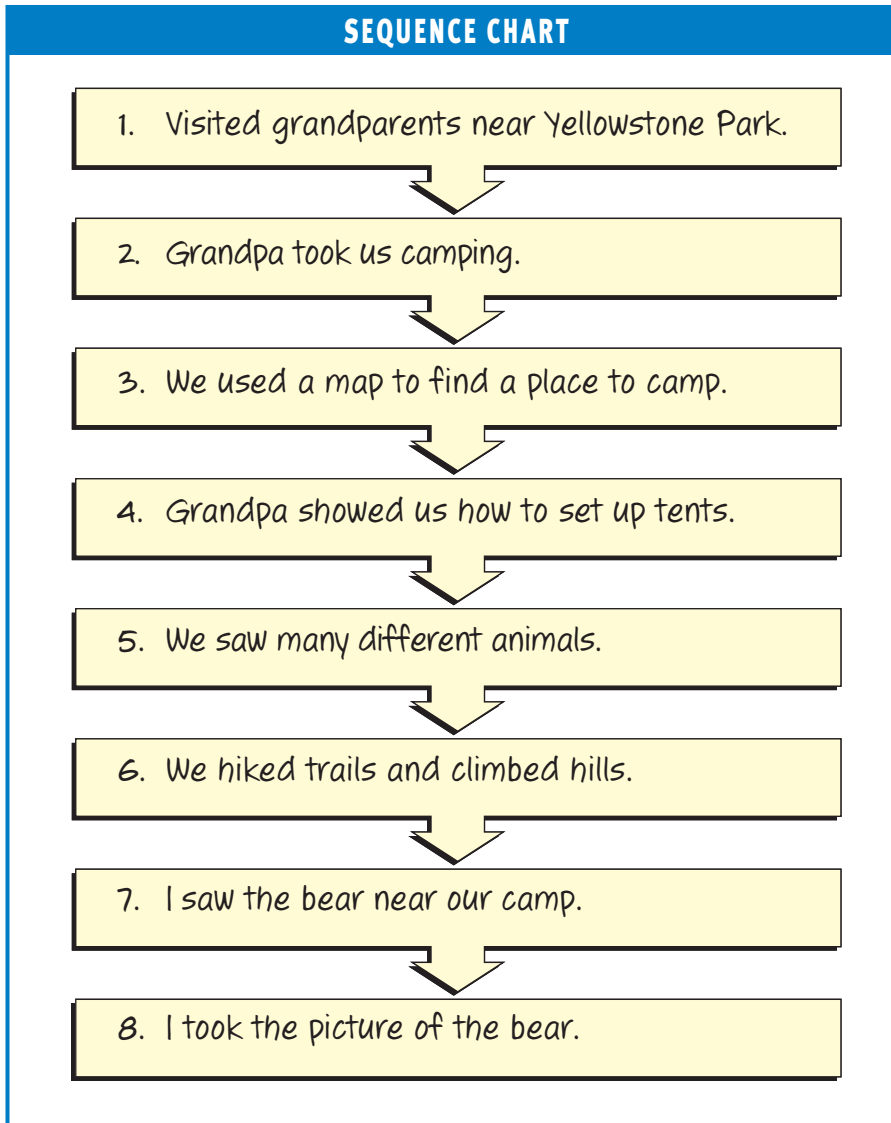 SEQUENCE CHART
1. Visited grandparents near Yellowstone Park.
2. Grandpa took us camping.
3. We used a map to find a place to camp.
4. Grandpa showed us how to set up tents.
5. We saw many different animals.
6. We hiked trails and climbed hills.
7. I saw the bear near our camp.
8. I took the picture of the bear.